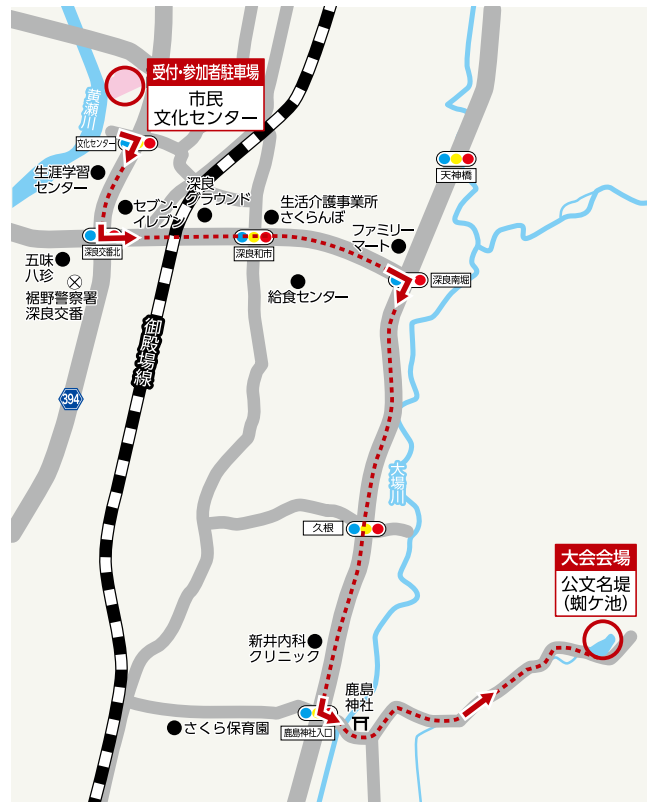 受付・参加者駐車場
市民
文化センター
黄瀬川
文化センター
生涯学習
センター
深良
グラウンド
セブン-
イレブン
生活介護事業所
さくらんぼ
天神橋
ファミリー
マート
深良交番北
深良和市
五味
八珍
給食センター
深良南堀
裾野警察署
深良交番
御殿場線
394
大場川
久根
大会会場
公文名堤
(蜘ケ池)
新井内科
クリニック
鹿島
神社
さくら保育園
鹿島神社入口